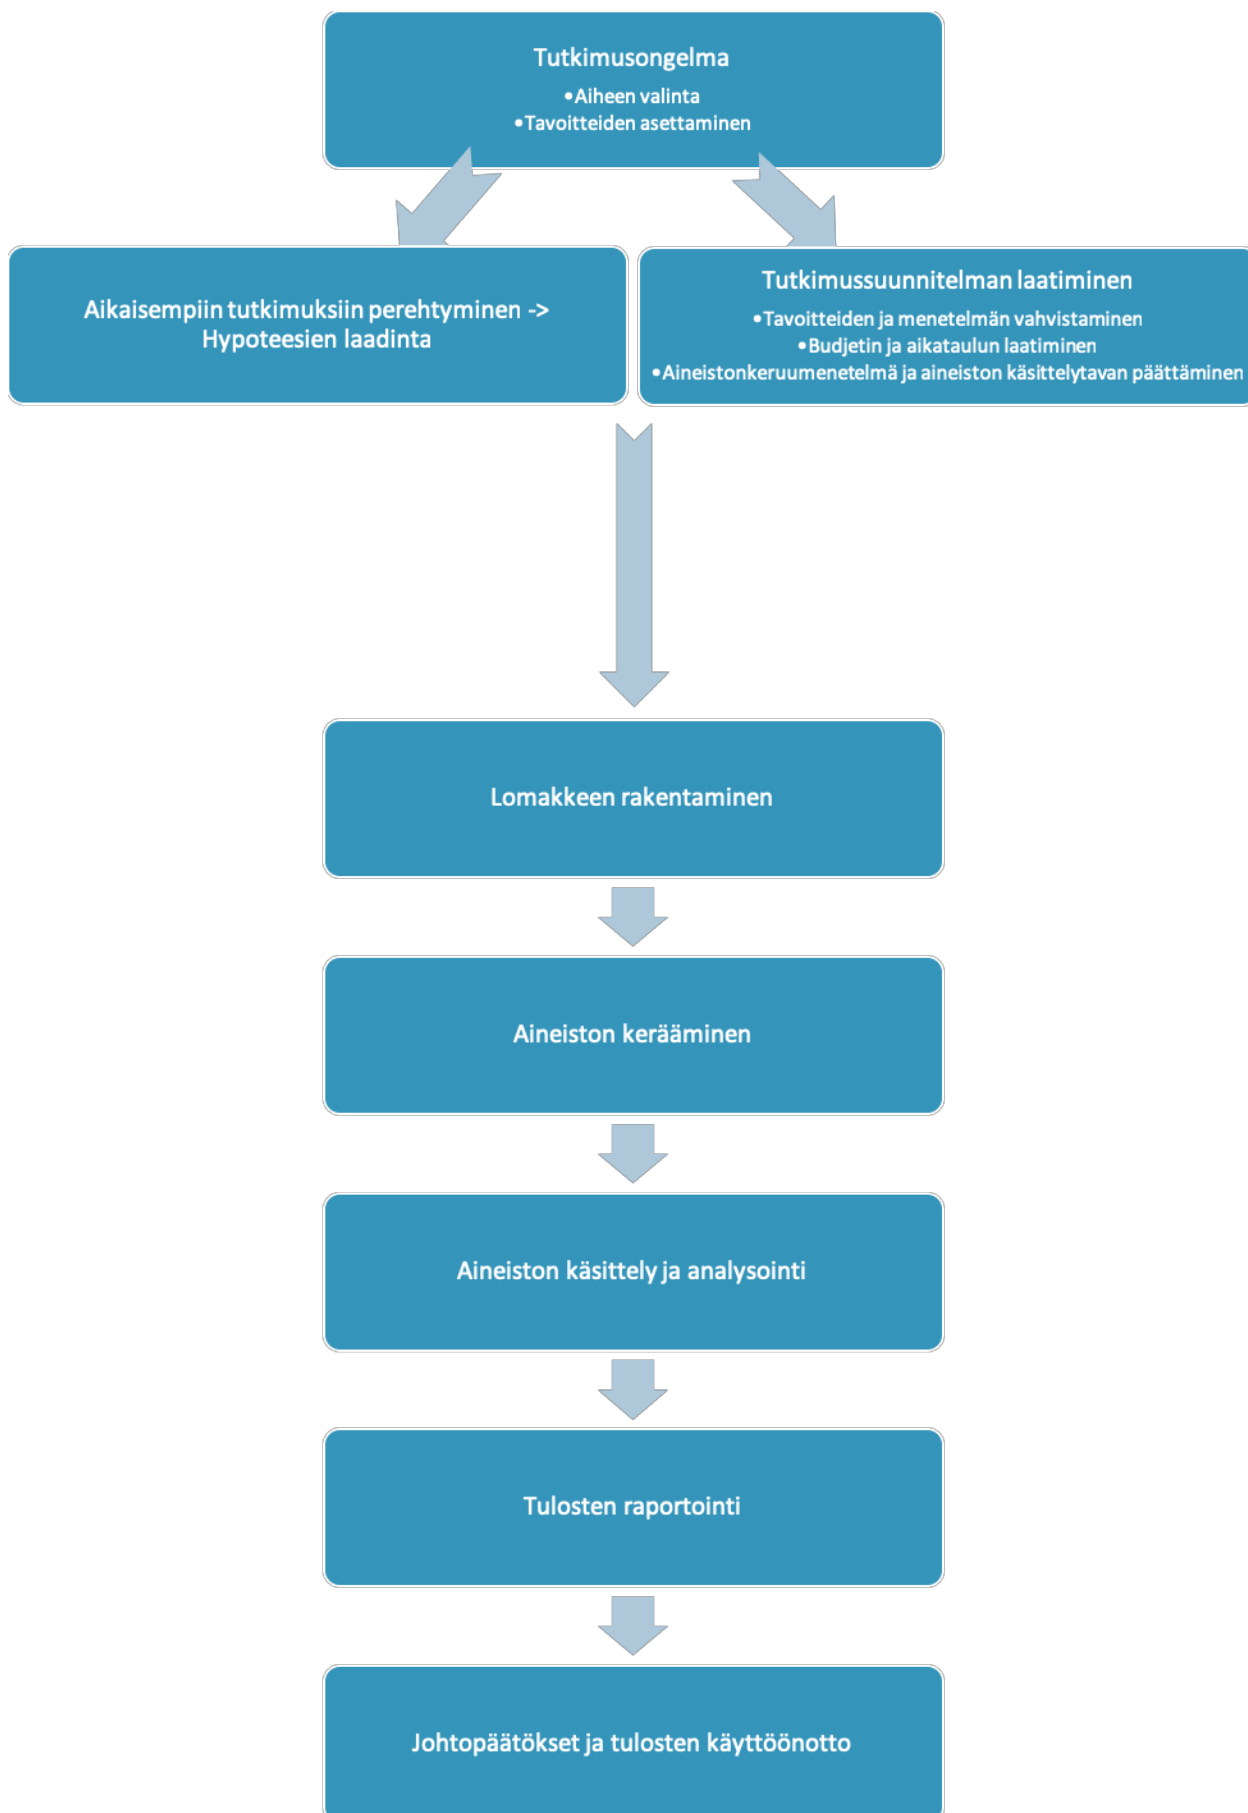 Tutkimusongelma
•Aiheen valinta
•Tavoitteiden asettaminen
Aikaisempiin tutkimuksiin perehtyminen ->
Hypoteesien laadinta
Tutkimussuunnitelman laatiminen
•Tavoitteiden ja menetelmän vahvistaminen
•Budjetin ja aikataulun laatiminen
•Aineistonkeruumenetelmä ja aineiston käsittelytavan päättäminen
Lomakkeen rakentaminen
Aineiston kerääminen
Aineiston käsittely ja analysointi
Tulosten raportointi
Johtopäätökset ja tulosten käyttöönotto